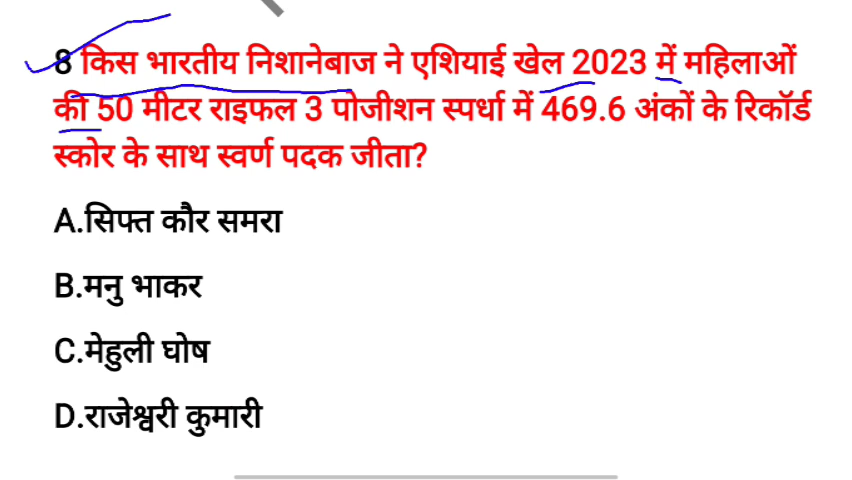 8 किस भारतीय निशानेबाज ने एशियाई खेल 2023 में महिलाओं
की 50 मीटर राइफल 3 पोजीशन स्पर्धा में 469.6 अंकों के रिकॉर्ड
स्कोर के साथ स्वर्ण पदक जीता?
A.सिफ्त कौर समरा
B.मनु भाकर
C.मेहुली घोष
D.राजेश्वरी कुमारी